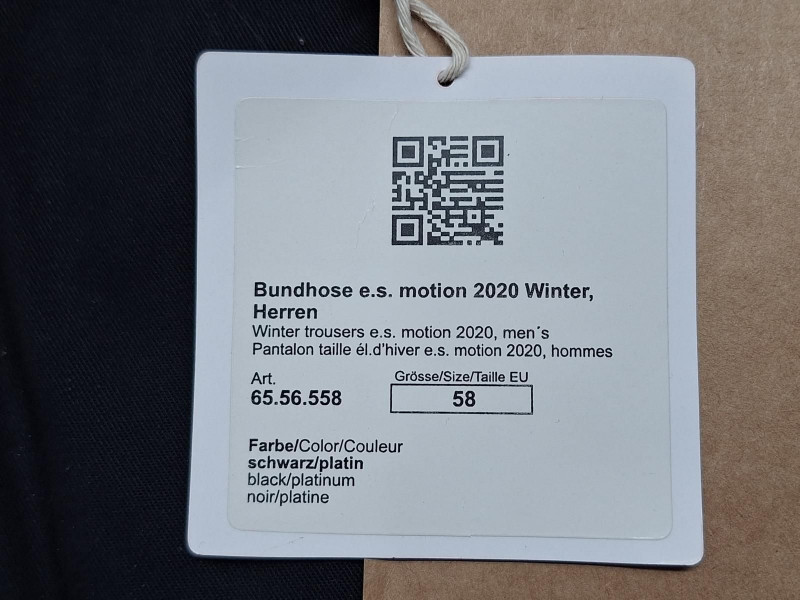 Bundhose e.s. motion 2020 Winter,
Herren
Winter trousers e.s. motion 2020, men´s
Pantalon taille él.d'hiver e.s. motion 2020, hommes
Art.
65.56.558
Grösse/Size/Taille EU
58
Farbe/Color/Couleur
schwarz/platin
black/platinum
noir/platine